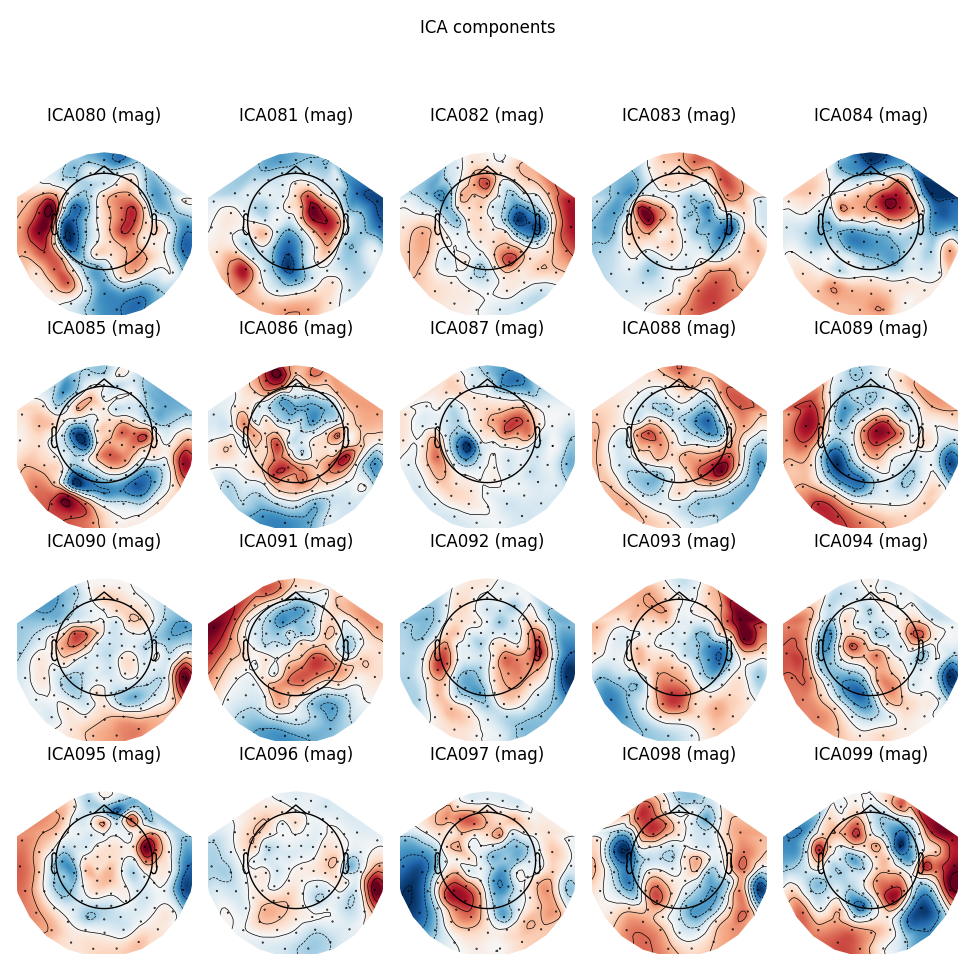 ICA components
ICA080 (mag) ICA081 (mag) ICA082 (mag) ICA083 (mag) ICA084 (mag)
ICA085 (mag) ICA086 (mag) ICA087 (mag) ICA088 (mag) ICA089 (mag)
ICA090 (mag) ICA091 (mag) ICA092 (mag) ICA093 (mag) ICA094 (mag)
ICA095 (mag) ICA096 (mag) ICA097 (mag) ICA098 (mag) ICA099 (mag)